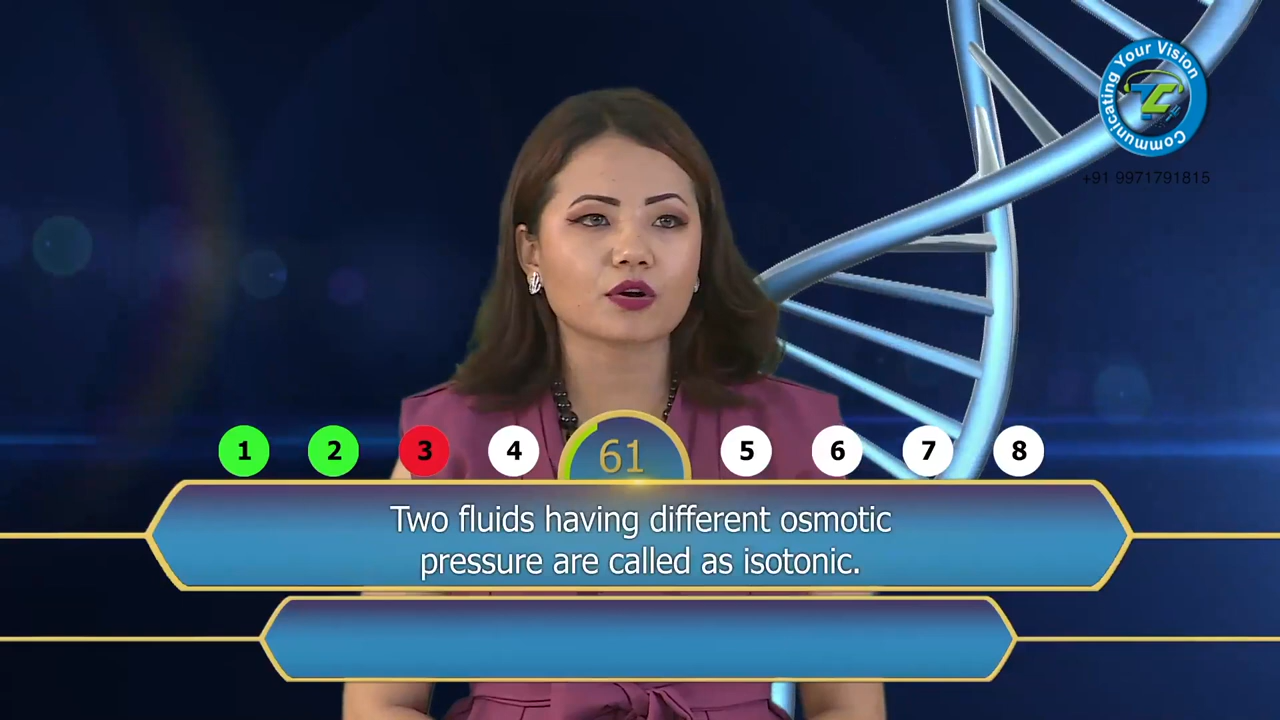 Communicating Your Vision
TC
+91 9971791815
1 2 3 4 61 5 6 7 8
Two fluids having different osmotic
pressure are called as isotonic.